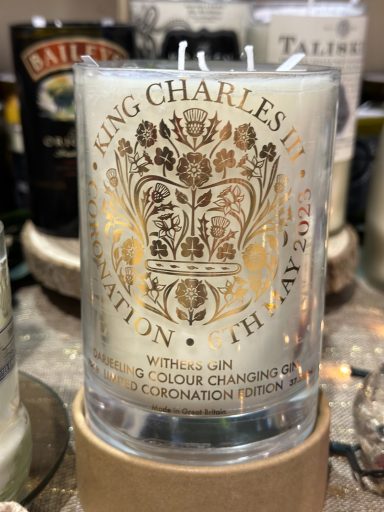 BAILEYS
TALISK
• KING CHARLES III •
CORONATION • 6TH MAY 2023
WITHERS GIN
DARJEELING COLOUR CHANGING GIN
LIMITED CORONATION EDITION
Made in Great Britain